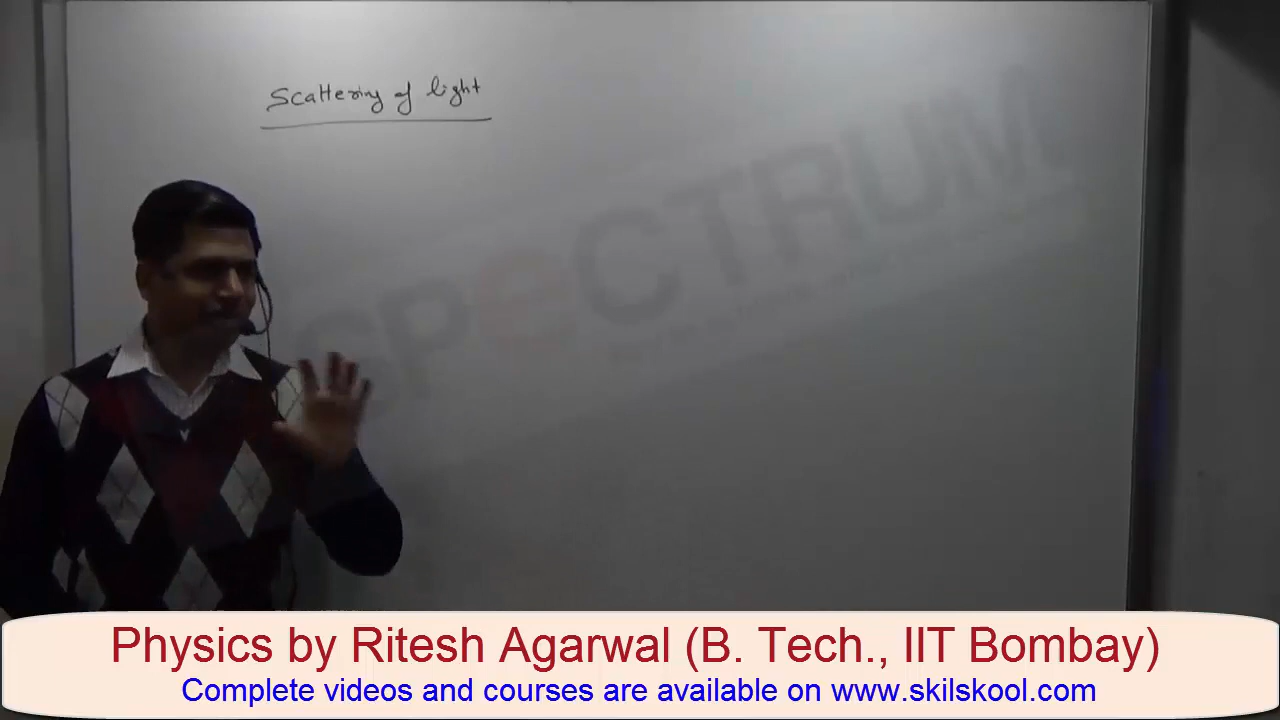 Scattering of light
SPECTRUM
Physics by Ritesh Agarwal (B. Tech., IIT Bombay)
Complete videos and courses are available on www.skilskool.com